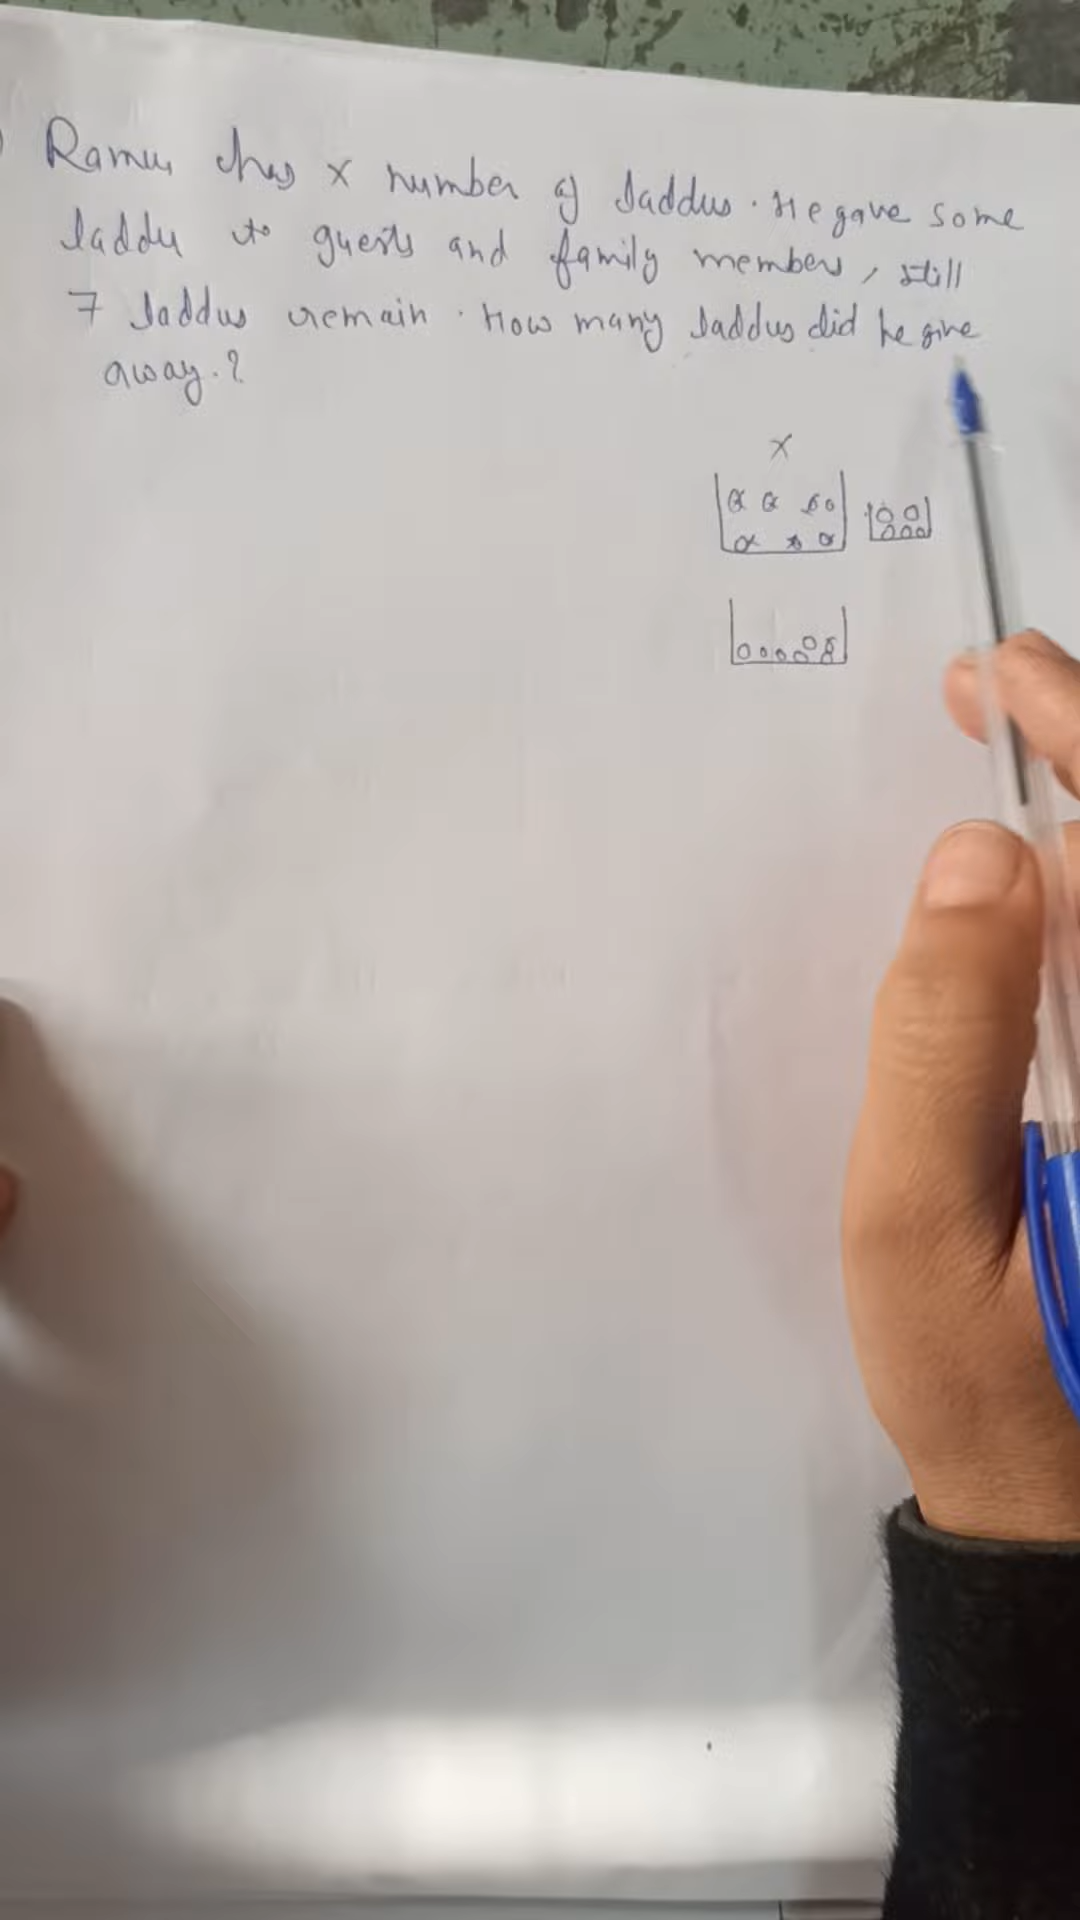 Ramu has x number of laddus. He gave some
laddu to guests and family members, still
7 laddus remain. How many laddus did he give
away.?
x